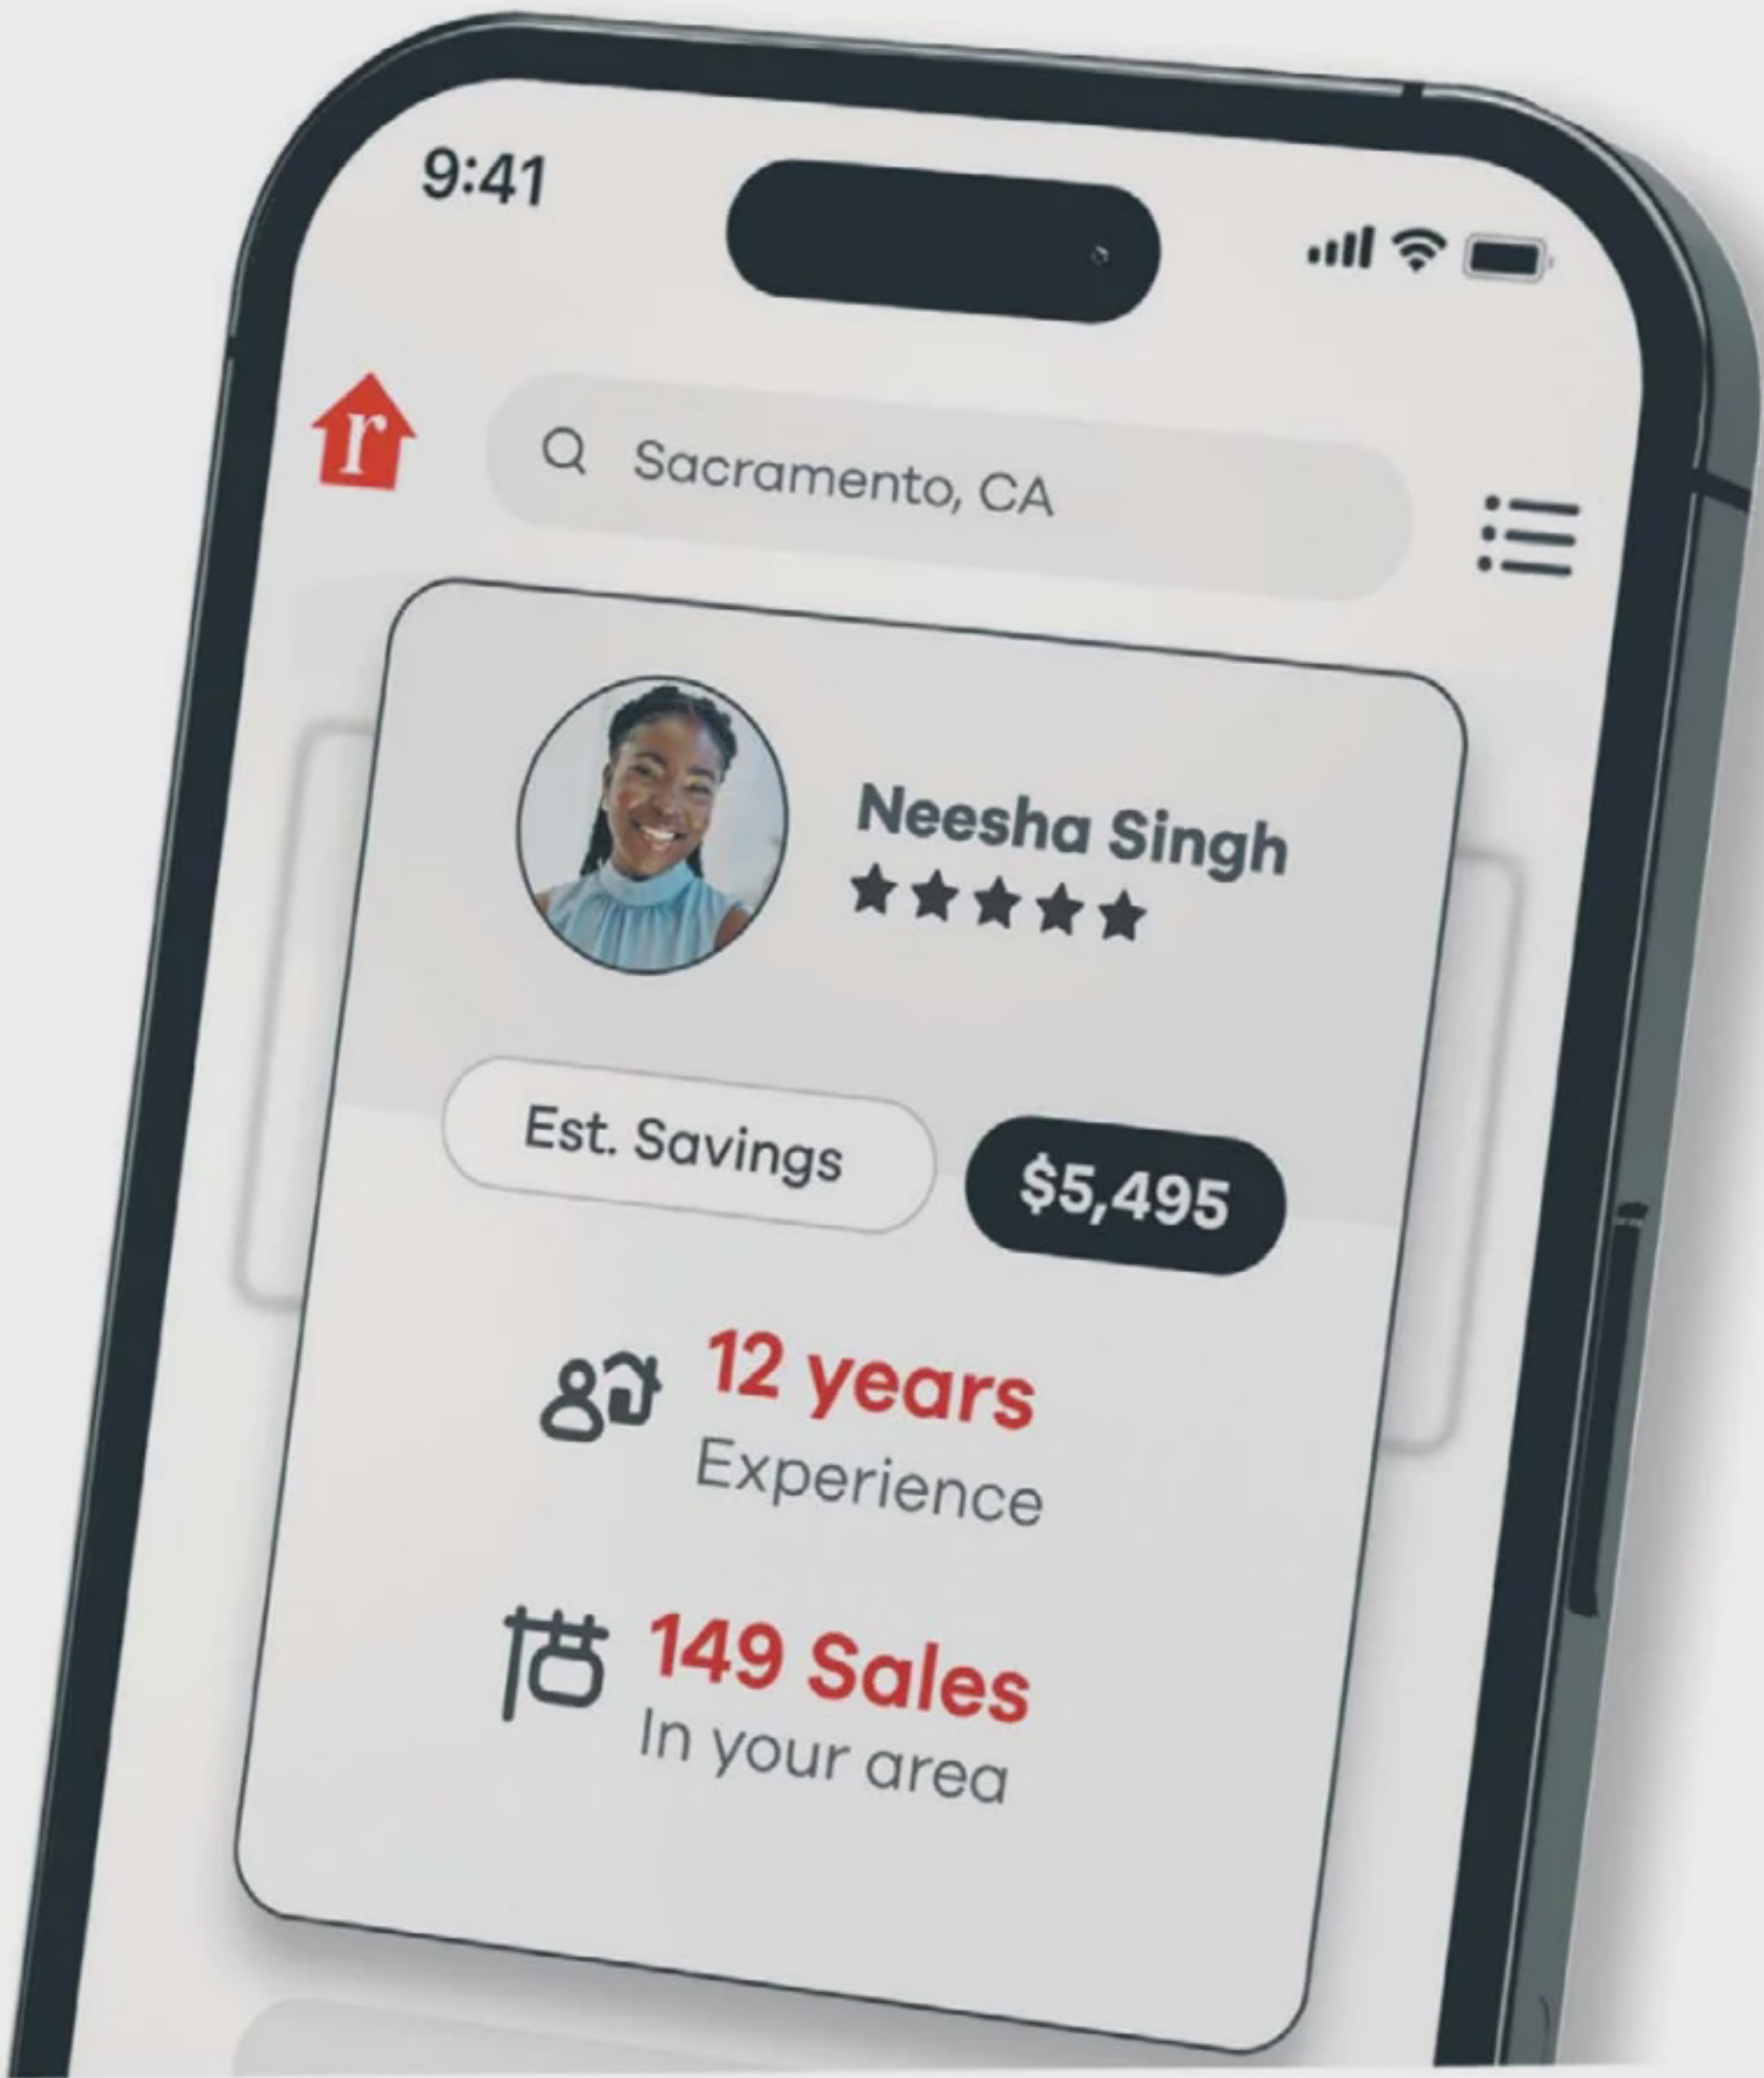 9:41
r
Sacramento, CA
Neesha Singh
Est. Savings
$5,495
12 years
Experience
149 Sales
In your area